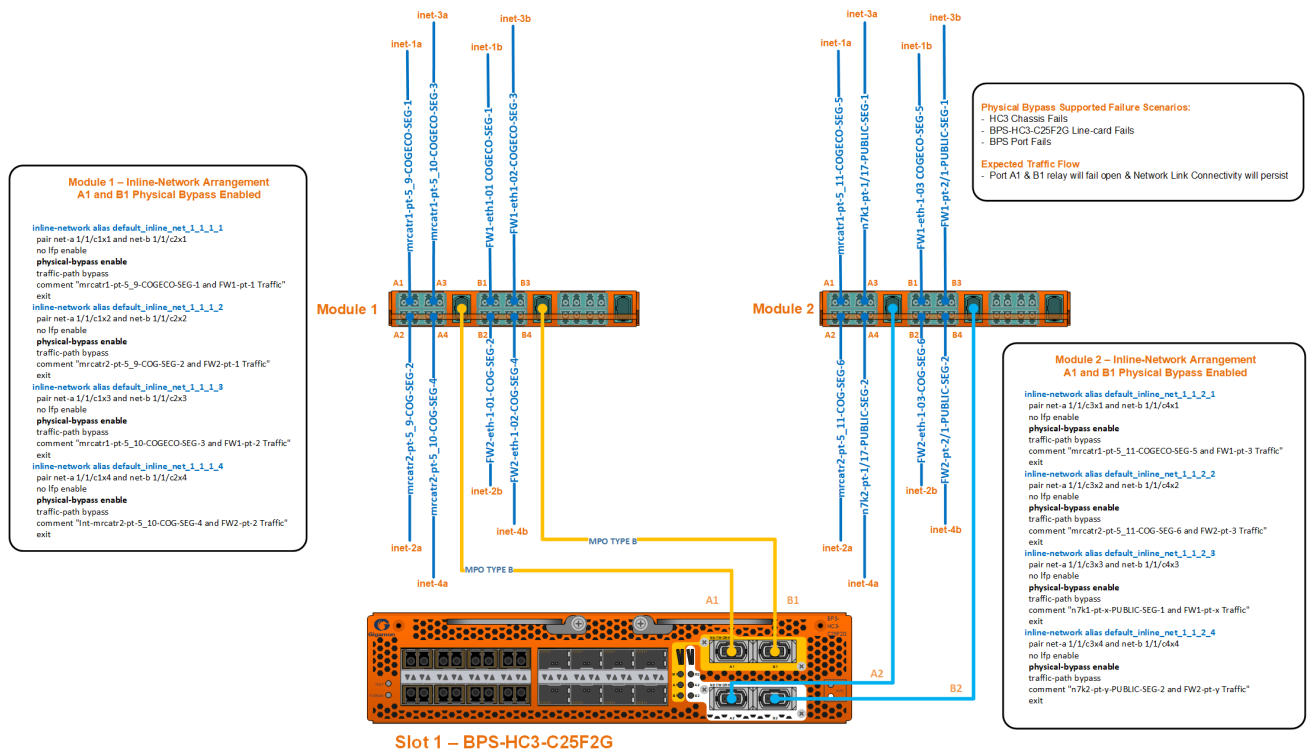 inet-3a
inet-3b
inet-1a
inet-1b
mrcatr1-pt-5_9-COGECO-SEG-1
mrcatr1-pt-5_10-COGECO-SEG-3
FW1-eth1-01 COGECO-SEG-1
FW1-eth1-02-COGECO-SEG-3
A1
A3
B1
B3
Module 1
A2
A4
B2
B4
mrcatr2-pt-5_9-COG-SEG-2
mrcatr2-pt-5_10-COG-SEG-4
FW2-eth-1-01-COG-SEG-2
FW2-eth-1-02-COG-SEG-4
inet-2b
inet-4b
inet-2a
inet-4a
inet-3a
inet-3b
inet-1a
inet-1b
mrcatr1-pt-5_11-COGECO-SEG-5
n7k1-pt-1/17-PUBLIC-SEG-1
FW1-eth-1-03 COGECO-SEG-5
FW1-pt-2/1-PUBLIC-SEG-1
A1
A3
B1
B3
Module 2
A2
A4
B2
B4
mrcatr2-pt-5_11-COG-SEG-6
n7k2-pt-1/17-PUBLIC-SEG-2
FW2-eth-1-03-COG-SEG-6
FW2-pt-2/1-PUBLIC-SEG-2
inet-2b
inet-4b
inet-2a
inet-4a
Physical Bypass Supported Failure Scenarios:
- HC3 Chassis Fails
- BPS-HC3-C25F2G Line-card Fails
- BPS Port Fails
Expected Traffic Flow
- Port A1 & B1 relay will fail open & Network Link Connectivity will persist
Module 1 – Inline-Network Arrangement
A1 and B1 Physical Bypass Enabled
inline-network alias default_inline_net_1_1_1_1
pair net-a 1/1/c1x1 and net-b 1/1/c2x1
no lfp enable
physical-bypass enable
traffic-path bypass
comment "mrcatr1-pt-5_9-COGECO-SEG-1 and FW1-pt-1 Traffic"
exit
inline-network alias default_inline_net_1_1_1_2
pair net-a 1/1/c1x2 and net-b 1/1/c2x2
no lfp enable
physical-bypass enable
traffic-path bypass
comment "mrcatr2-pt-5_9-COG-SEG-2 and FW2-pt-1 Traffic"
exit
inline-network alias default_inline_net_1_1_1_3
pair net-a 1/1/c1x3 and net-b 1/1/c2x3
no lfp enable
physical-bypass enable
traffic-path bypass
comment "mrcatr1-pt-5_10-COGECO-SEG-3 and FW1-pt-2 Traffic"
exit
inline-network alias default_inline_net_1_1_1_4
pair net-a 1/1/c1x4 and net-b 1/1/c2x4
no lfp enable
physical-bypass enable
traffic-path bypass
comment "Int-mrcatr2-pt-5_10-COG-SEG-4 and FW2-pt-2 Traffic"
exit
Module 2 – Inline-Network Arrangement
A1 and B1 Physical Bypass Enabled
inline-network alias default_inline_net_1_1_2_1
pair net-a 1/1/c3x1 and net-b 1/1/c4x1
no lfp enable
physical-bypass enable
traffic-path bypass
comment "mrcatr1-pt-5_11-COGECO-SEG-5 and FW1-pt-3 Traffic"
exit
inline-network alias default_inline_net_1_1_2_2
pair net-a 1/1/c3x2 and net-b 1/1/c4x2
no lfp enable
physical-bypass enable
traffic-path bypass
comment "mrcatr2-pt-5_11-COG-SEG-6 and FW2-pt-3 Traffic"
exit
inline-network alias default_inline_net_1_1_2_3
pair net-a 1/1/c3x3 and net-b 1/1/c4x3
no lfp enable
physical-bypass enable
traffic-path bypass
comment "n7k1-pt-x-PUBLIC-SEG-1 and FW1-pt-x Traffic"
exit
inline-network alias default_inline_net_1_1_2_4
pair net-a 1/1/c3x4 and net-b 1/1/c4x4
no lfp enable
physical-bypass enable
traffic-path bypass
comment "n7k2-pt-y-PUBLIC-SEG-2 and FW2-pt-y Traffic"
exit
MPO TYPE B
MPO TYPE B
A1
B1
A2
B2
Gigamon
BPS-
HC3-
C25F2G
Slot 1 – BPS-HC3-C25F2G